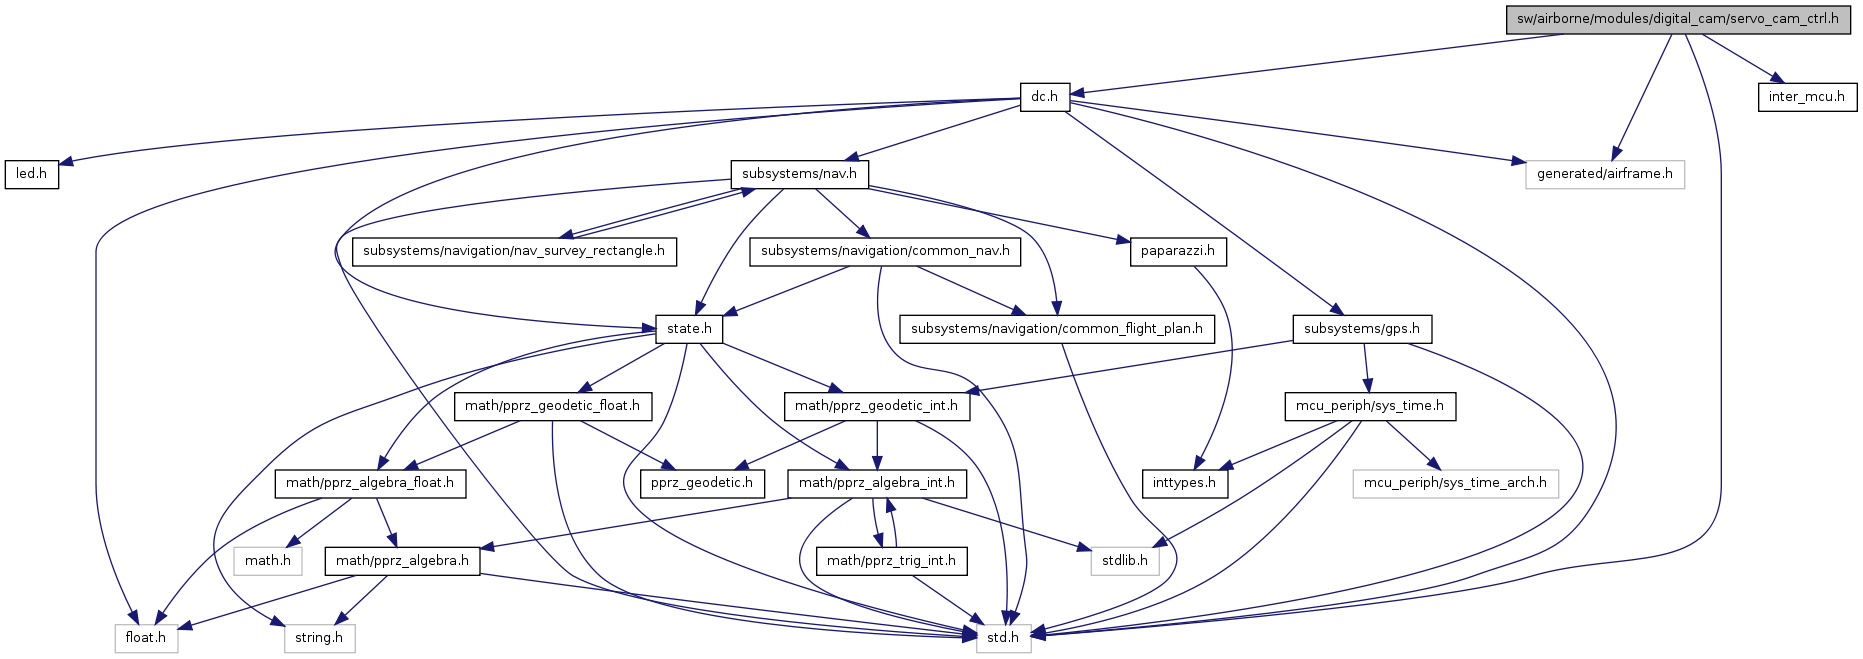 sw/airborne/modules/digital_cam/servo_cam_ctrl.h
dc.h
inter_mcu.h
led.h
subsystems/nav.h
generated/airframe.h
subsystems/navigation/nav_survey_rectangle.h
subsystems/navigation/common_nav.h
paparazzi.h
state.h
subsystems/navigation/common_flight_plan.h
subsystems/gps.h
math/pprz_geodetic_float.h
math/pprz_geodetic_int.h
mcu_periph/sys_time.h
math/pprz_algebra_float.h
pprz_geodetic.h
math/pprz_algebra_int.h
inttypes.h
mcu_periph/sys_time_arch.h
math.h
math/pprz_algebra.h
math/pprz_trig_int.h
stdlib.h
float.h
string.h
std.h